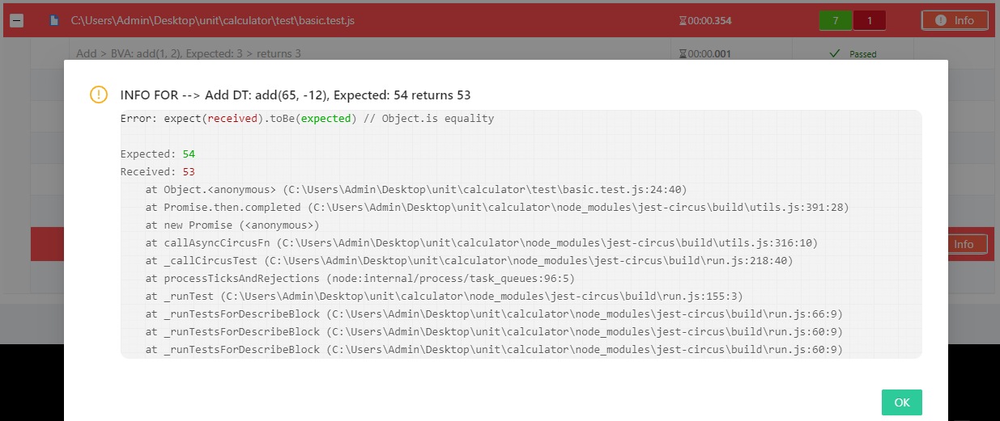 C:\Users\Admin\Desktop\unit\calculator\test\basic.test.js 00:00.354 7 1 Info
Add > BVA: add(1, 2), Expected: 3 > returns 3 00:00.001 Passed
INFO FOR --> Add DT: add(65, -12), Expected: 54 returns 53
Error: expect(received).toBe(expected) // Object.is equality
Expected: 54
Received: 53
at Object.<anonymous> (C:\Users\Admin\Desktop\unit\calculator\test\basic.test.js:24:40)
at Promise.then.completed (C:\Users\Admin\Desktop\unit\calculator\node_modules\jest-circus\build\utils.js:391:28)
at new Promise (<anonymous>)
at callAsyncCircusFn (C:\Users\Admin\Desktop\unit\calculator\node_modules\jest-circus\build\utils.js:316:10)
Info
at _callCircusTest (C:\Users\Admin\Desktop\unit\calculator\node_modules\jest-circus\build\run.js:218:40)
at processTicksAndRejections (node:internal/process/task_queues:96:5)
at _runTest (C:\Users\Admin\Desktop\unit\calculator\node_modules\jest-circus\build\run.js:155:3)
at _runTestsForDescribeBlock (C:\Users\Admin\Desktop\unit\calculator\node_modules\jest-circus\build\run.js:66:9)
at _runTestsForDescribeBlock (C:\Users\Admin\Desktop\unit\calculator\node_modules\jest-circus\build\run.js:60:9)
at _runTestsForDescribeBlock (C:\Users\Admin\Desktop\unit\calculator\node_modules\jest-circus\build\run.js:60:9)
OK